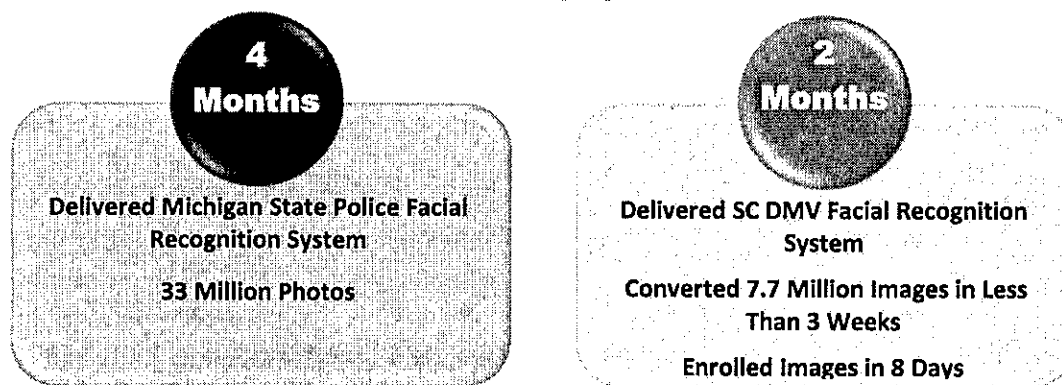 4
Months
Delivered Michigan State Police Facial
Recognition System
33 Million Photos
2
Months
Delivered SC DMV Facial Recognition
System
Converted 7.7 Million Images in Less
Than 3 Weeks
Enrolled Images in 8 Days